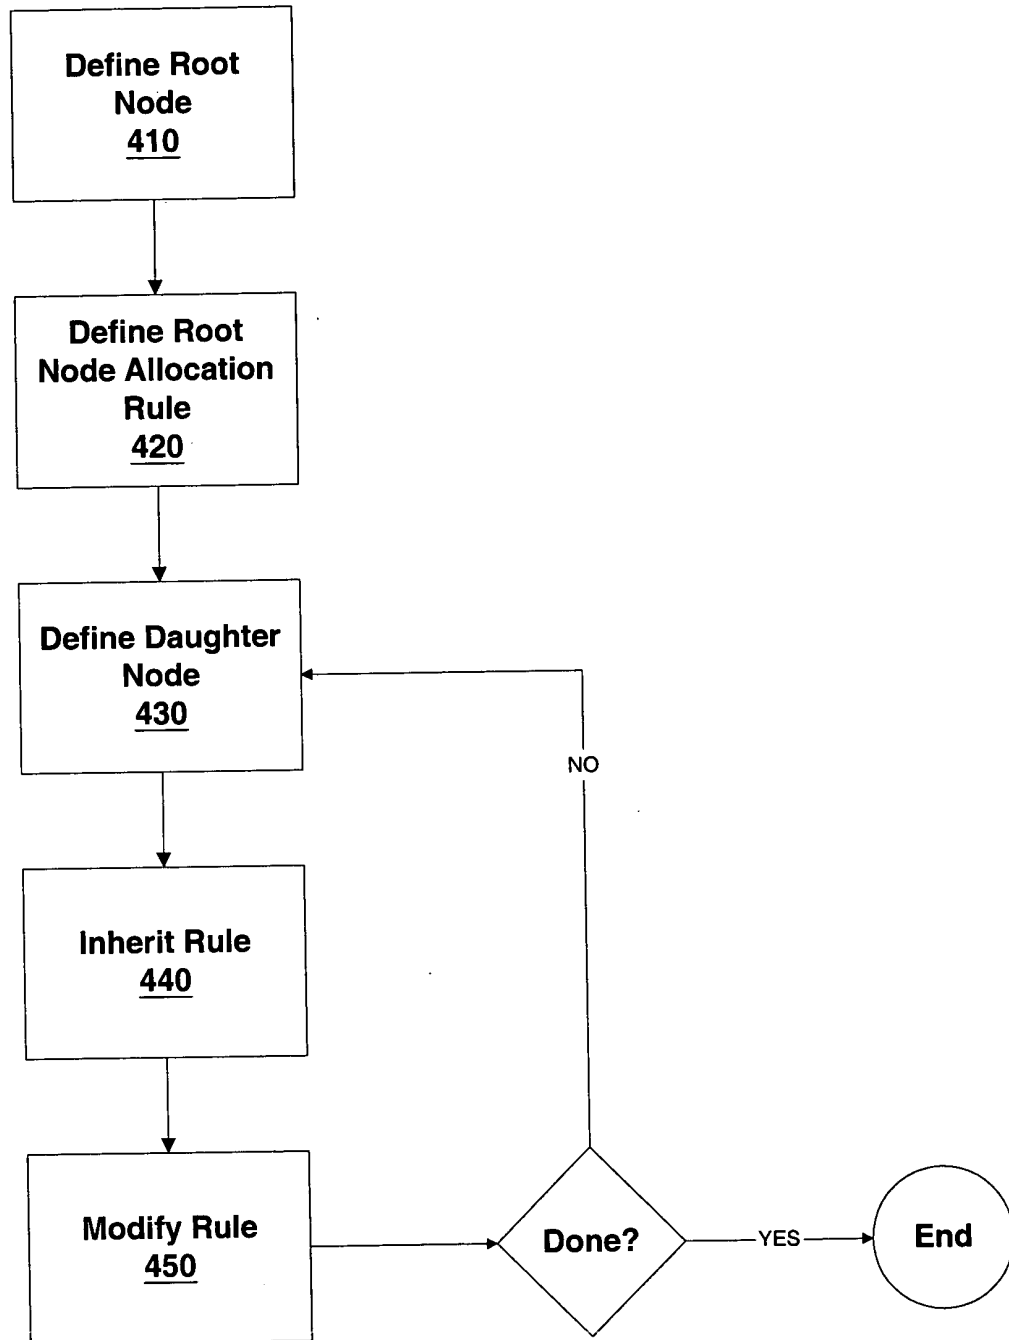 Define Root
Node
410
Define Root
Node Allocation
Rule
420
Define Daughter
Node
430
NO
Inherit Rule
440
Modify Rule
450
Done?
YES
End